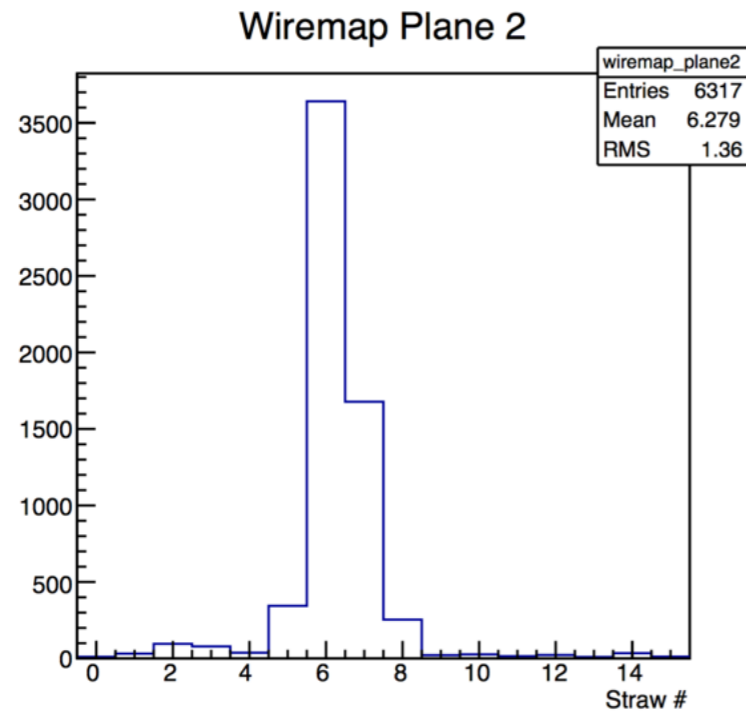 Wiremap Plane 2
wiremap_plane2
Entries 6317
Mean 6.279
RMS 1.36
3500
3000
2500
2000
1500
1000
500
0
0 2 4 6 8 10 12 14
Straw #